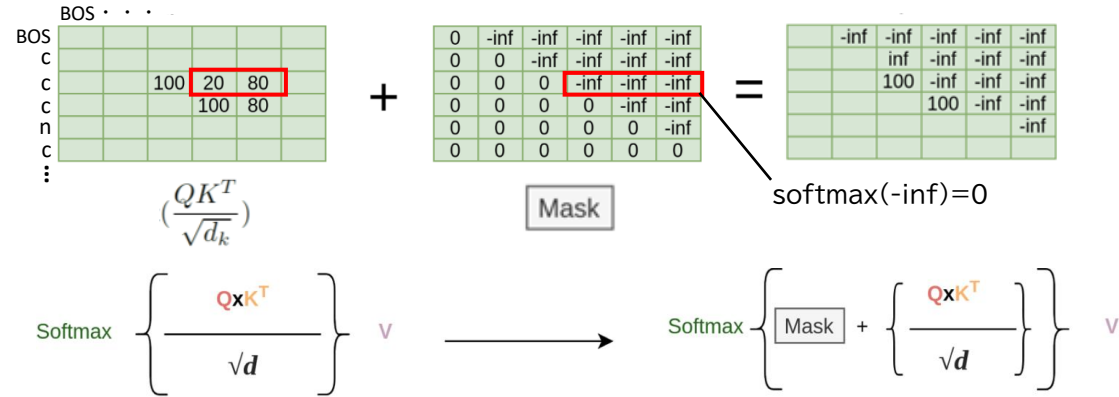 BOS・・・・
BOS
c
c 100 20 80
c 100 80
n
c
⋮
+
0 -inf -inf -inf -inf -inf
0 0 -inf -inf -inf -inf
0 0 0 -inf -inf -inf
0 0 0 0 -inf -inf
0 0 0 0 0 -inf
0 0 0 0 0 0
=
-inf -inf -inf -inf -inf
inf -inf -inf -inf
100 -inf -inf -inf
100 -inf -inf
-inf
(QK^T/√d_k)
Mask
softmax(-inf)=0
Softmax { QxK^T / √d } V
Softmax { Mask + { QxK^T / √d } } V